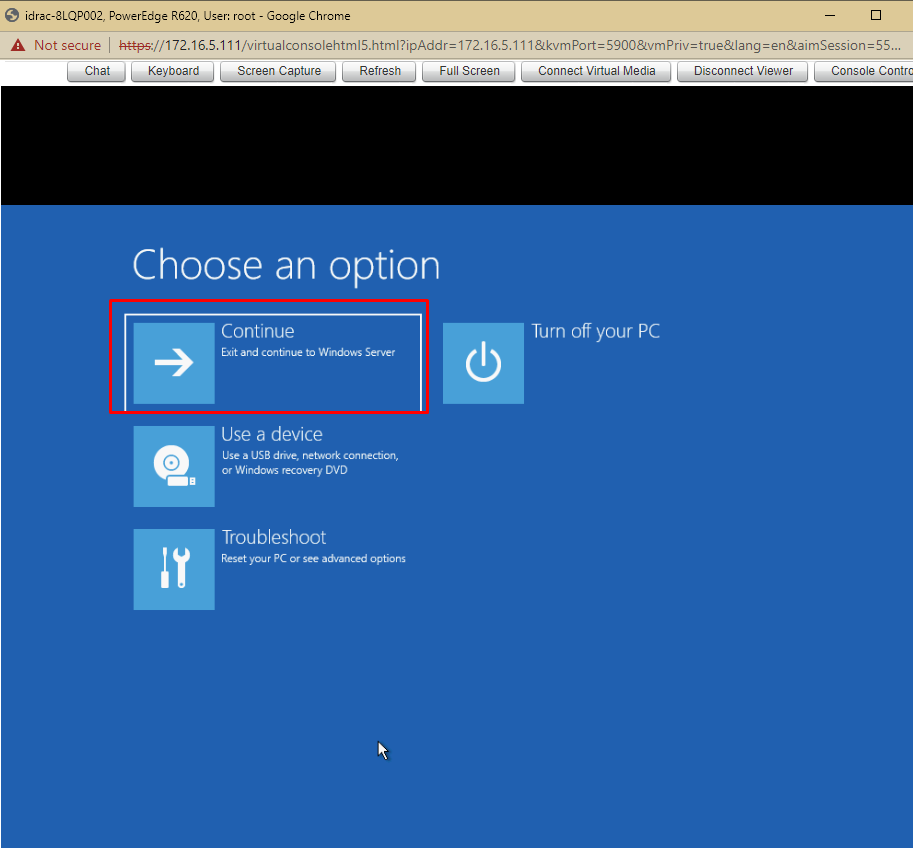 idrac-8LQP002, PowerEdge R620, User: root - Google Chrome
Not secure https://172.16.5.111/virtualconsolehtml5.html?ipAddr=172.16.5.111&kvmPort=5900&vmPriv=true&lang=en&aimSession=55...
Chat Keyboard Screen Capture Refresh Full Screen Connect Virtual Media Disconnect Viewer Console Contro
Choose an option
Continue
Exit and continue to Windows Server
Turn off your PC
Use a device
Use a USB drive, network connection,
or Windows recovery DVD
Troubleshoot
Reset your PC or see advanced options